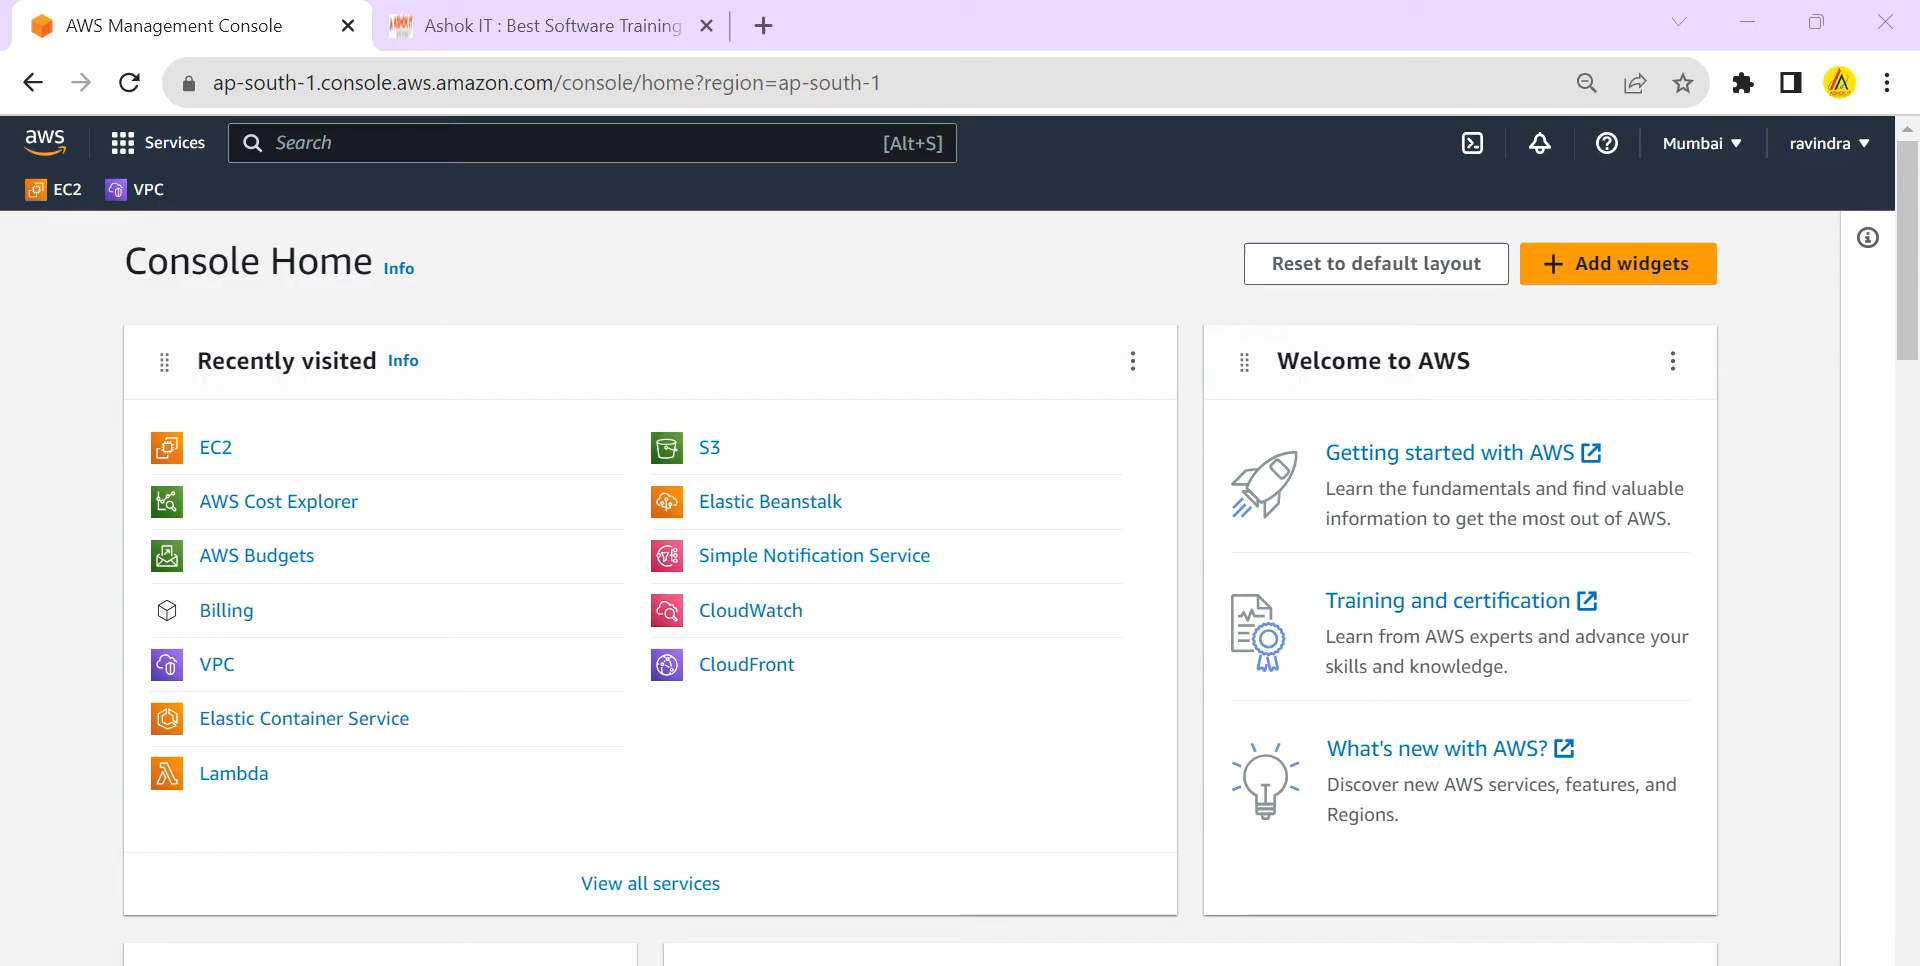 AWS Management Console
Ashok IT : Best Software Training
ap-south-1.console.aws.amazon.com/console/home?region=ap-south-1
aws
Services
Search
[Alt+S]
Mumbai
ravindra
EC2
VPC
Console Home Info
Reset to default layout
Add widgets
Recently visited Info
EC2
AWS Cost Explorer
AWS Budgets
Billing
VPC
Elastic Container Service
Lambda
S3
Elastic Beanstalk
Simple Notification Service
CloudWatch
CloudFront
View all services
Welcome to AWS
Getting started with AWS
Learn the fundamentals and find valuable
information to get the most out of AWS.
Training and certification
Learn from AWS experts and advance your
skills and knowledge.
What's new with AWS?
Discover new AWS services, features, and
Regions.